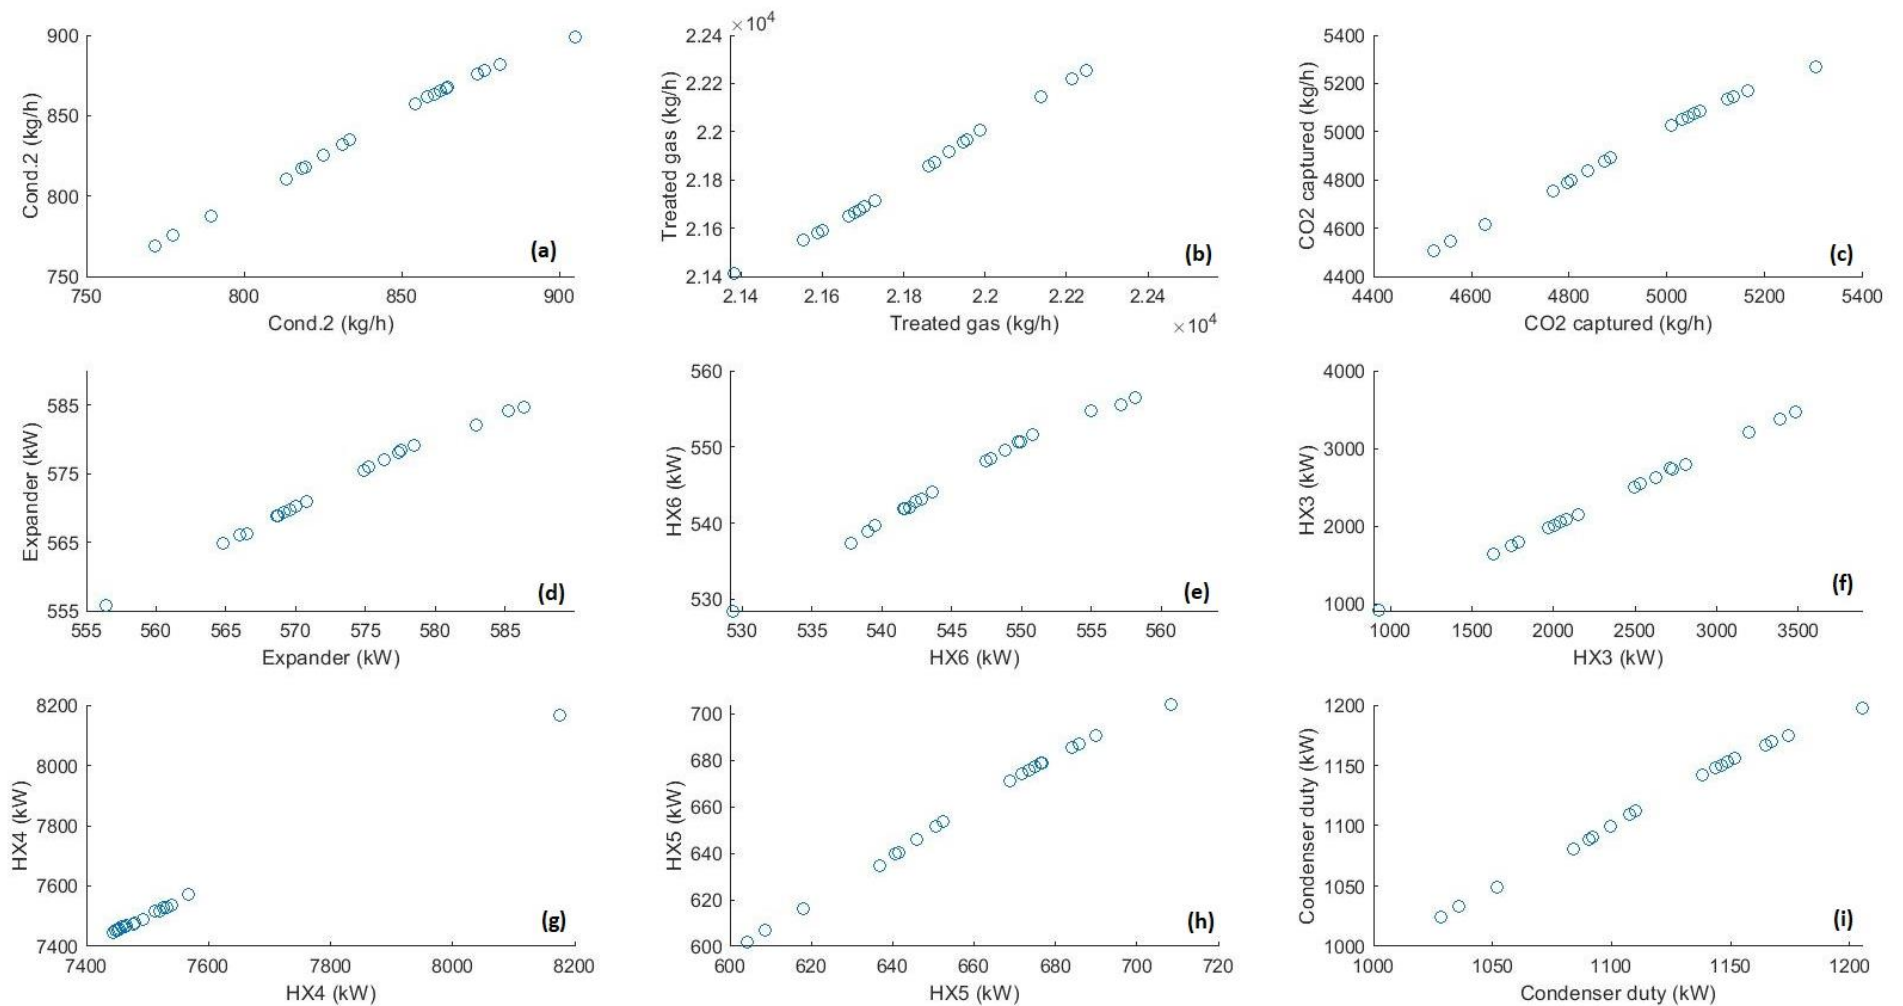 900
850
800
750
Cond.2 (kg/h)
750 800 850 900
Cond.2 (kg/h)
(a)
×10⁴
2.24
2.22
2.2
2.18
2.16
2.14
Treated gas (kg/h)
2.14 2.16 2.18 2.2 2.22 2.24
Treated gas (kg/h)
×10⁴
(b)
5400
5200
5000
4800
4600
4400
CO2 captured (kg/h)
4400 4600 4800 5000 5200 5400
CO2 captured (kg/h)
(c)
585
575
565
555
Expander (kW)
555 560 565 570 575 580 585
Expander (kW)
(d)
560
550
540
530
HX6 (kW)
530 535 540 545 550 555 560
HX6 (kW)
(e)
4000
3000
2000
1000
HX3 (kW)
1000 1500 2000 2500 3000 3500
HX3 (kW)
(f)
8200
8000
7800
7600
7400
HX4 (kW)
7400 7600 7800 8000 8200
HX4 (kW)
(g)
700
680
660
640
620
600
HX5 (kW)
600 620 640 660 680 700 720
HX5 (kW)
(h)
1200
1150
1100
1050
1000
Condenser duty (kW)
1000 1050 1100 1150 1200
Condenser duty (kW)
(i)